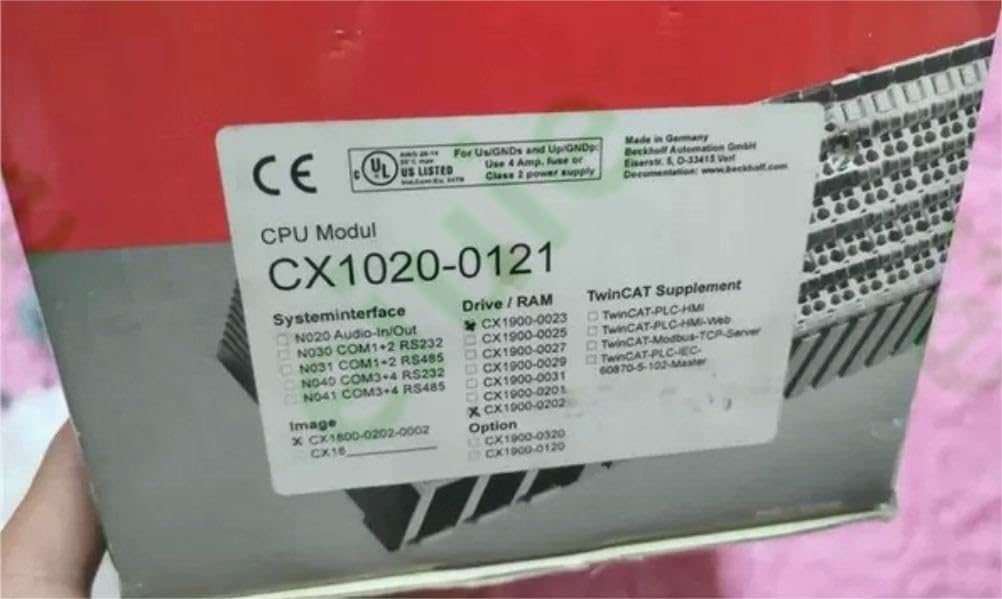 CE
c UL US LISTED
For Us/GNDs and Up/GNDp:
Use 4 Amp. fuse or
Class 2 power supply
Made in Germany
Beckhoff Automation GmbH
Eiserstr. 5, D-33415 Verl
Documentation: www.beckhoff.com
CPU Modul
CX1020-0121
Systeminterface
N020 Audio-In/Out
N030 COM1+2 RS232
N031 COM1+2 RS485
N040 COM3+4 RS232
N041 COM3+4 RS485
Image
CX1800-0202-0002
CX18
Drive / RAM
CX1900-0023
CX1900-0025
CX1900-0027
CX1900-0029
CX1900-0031
CX1900-0201
CX1900-0202
Option
CX1900-0320
CX1900-0120
TwinCAT Supplement
TwinCAT-PLC-HMI
TwinCAT-PLC-HMI-Web
TwinCAT-Modbus-TCP-Server
TwinCAT-PLC-IEC-
60870-5-102-Master